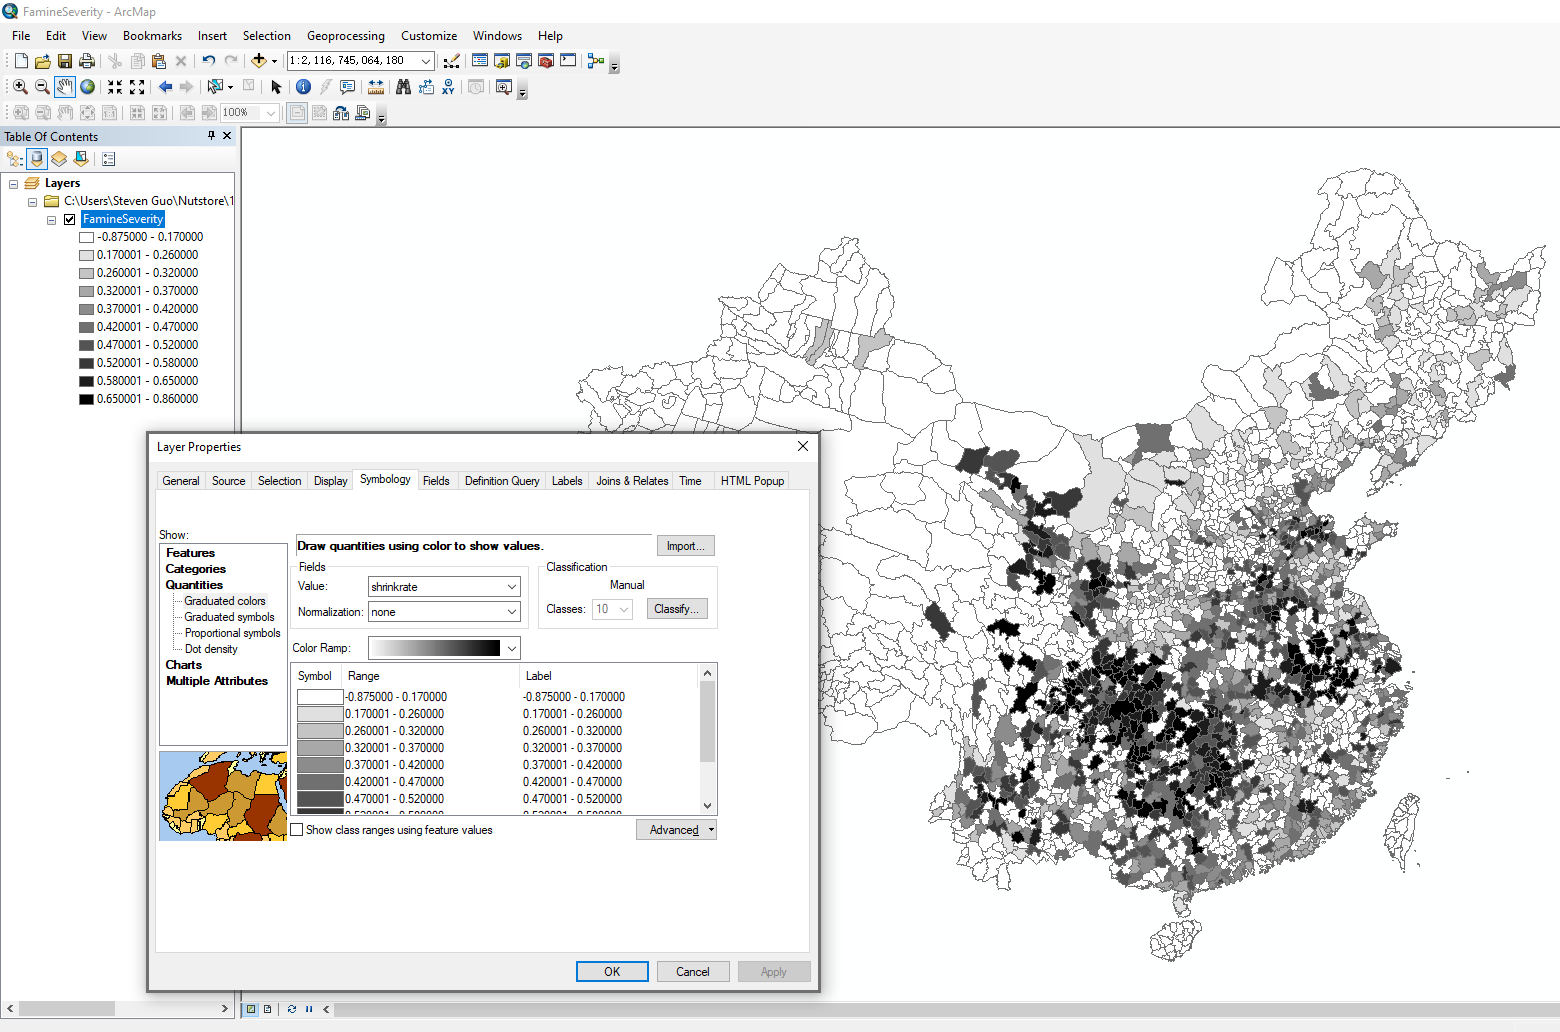 FamineSeverity - ArcMap
File Edit View Bookmarks Insert Selection Geoprocessing Customize Windows Help
1:2,116,745,064,180
100%
Table Of Contents
Layers
C:\Users\Steven Guo\Nutstore\1
FamineSeverity
-0.875000 - 0.170000
0.170001 - 0.260000
0.260001 - 0.320000
0.320001 - 0.370000
0.370001 - 0.420000
0.420001 - 0.470000
0.470001 - 0.520000
0.520001 - 0.580000
0.580001 - 0.650000
0.650001 - 0.860000
Layer Properties
General Source Selection Display Symbology Fields Definition Query Labels Joins & Relates Time HTML Popup
Show:
Features
Categories
Quantities
Graduated colors
Graduated symbols
Proportional symbols
Dot density
Charts
Multiple Attributes
Draw quantities using color to show values.
Import...
Fields
Value: shrinkrate
Normalization: none
Classification
Manual
Classes: 10 Classify...
Color Ramp:
Symbol Range Label
-0.875000 - 0.170000 -0.875000 - 0.170000
0.170001 - 0.260000 0.170001 - 0.260000
0.260001 - 0.320000 0.260001 - 0.320000
0.320001 - 0.370000 0.320001 - 0.370000
0.370001 - 0.420000 0.370001 - 0.420000
0.420001 - 0.470000 0.420001 - 0.470000
0.470001 - 0.520000 0.470001 - 0.520000
Show class ranges using feature values
Advanced
OK Cancel Apply